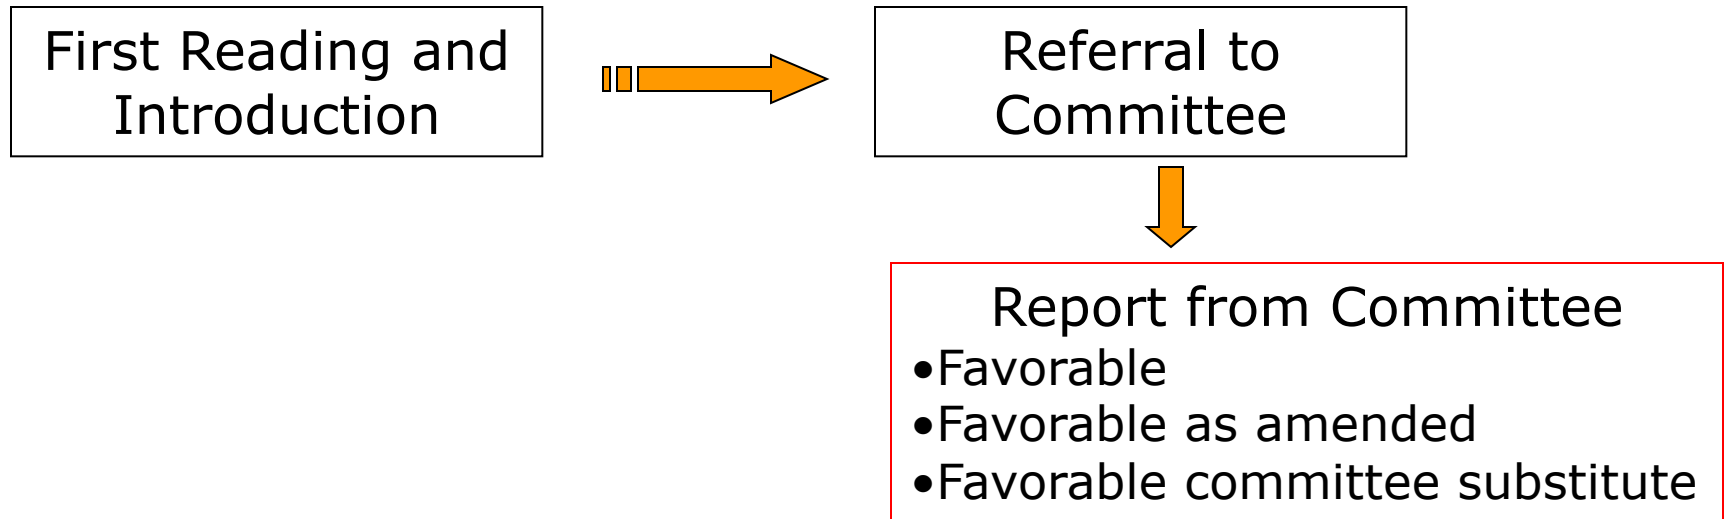 First Reading and
Introduction
Referral to
Committee
Report from Committee
•Favorable
•Favorable as amended
•Favorable committee substitute